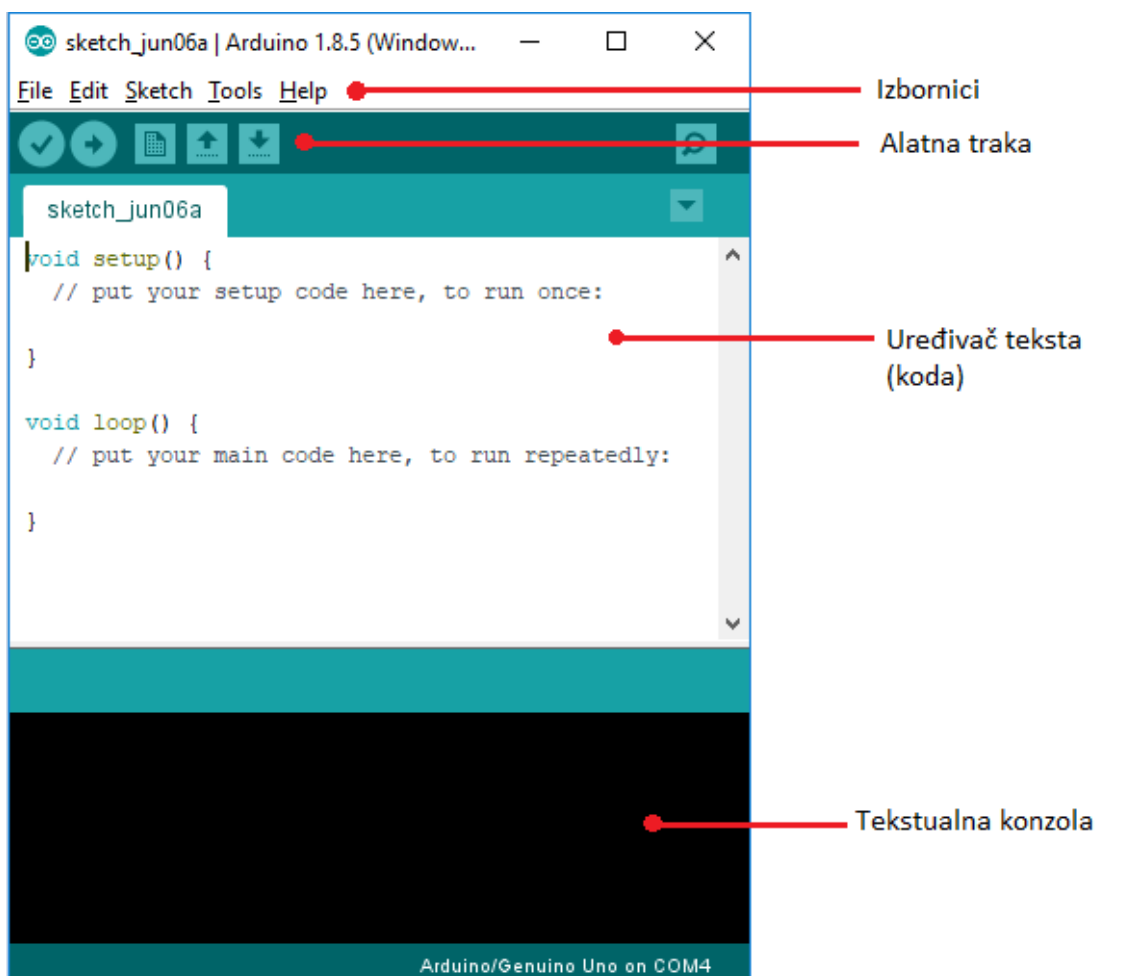 sketch_jun06a | Arduino 1.8.5 (Window...
File Edit Sketch Tools Help
Izbornici
Alatna traka
sketch_jun06a
void setup() {
  // put your setup code here, to run once:
}
Uređivač teksta
(koda)
void loop() {
  // put your main code here, to run repeatedly:
}
Tekstualna konzola
Arduino/Genuino Uno on COM4